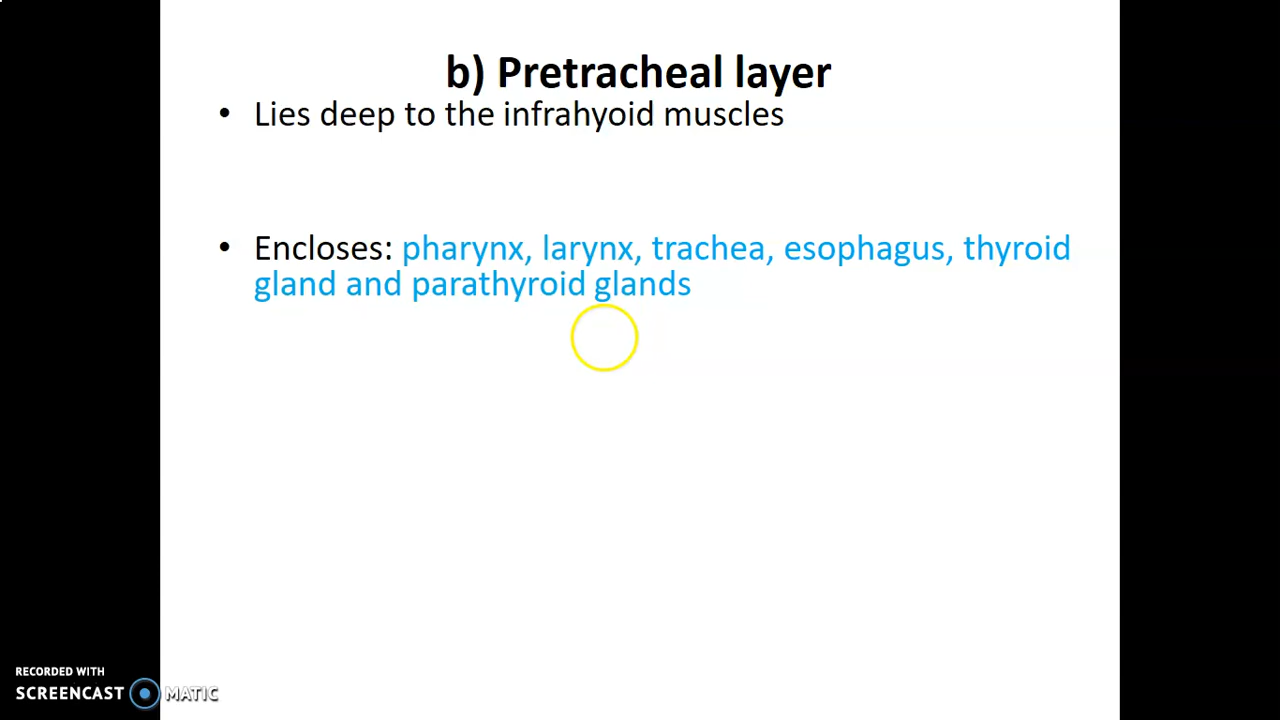 b) Pretracheal layer
• Lies deep to the infrahyoid muscles
• Encloses: pharynx, larynx, trachea, esophagus, thyroid
gland and parathyroid glands
RECORDED WITH
SCREENCAST MATIC